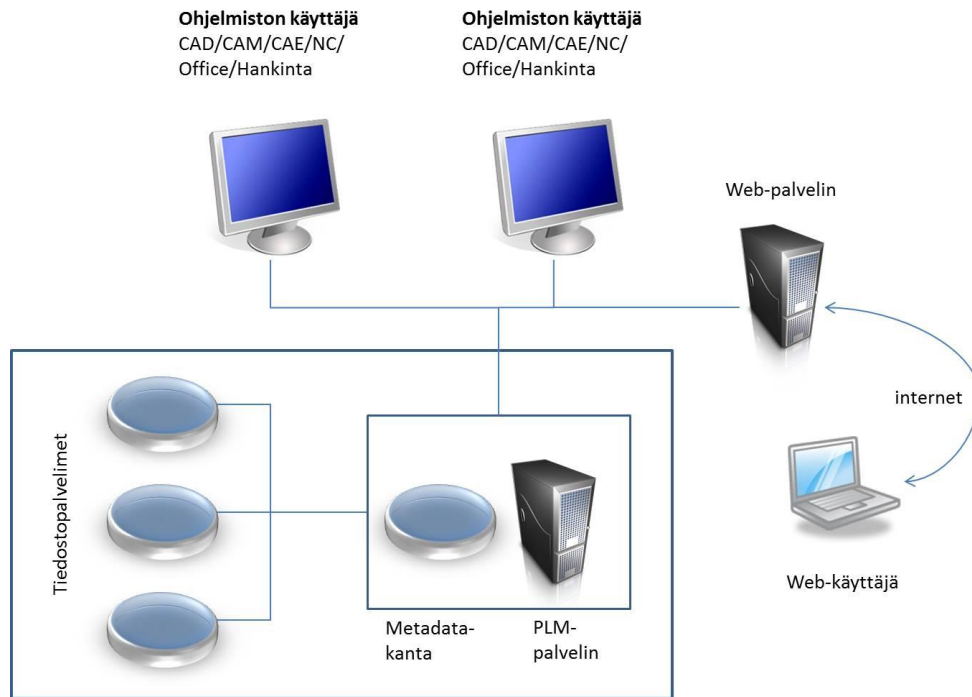 Ohjelmiston käyttäjä
CAD/CAM/CAE/NC/
Office/Hankinta
Ohjelmiston käyttäjä
CAD/CAM/CAE/NC/
Office/Hankinta
Web-palvelin
internet
Tiedostopalvelimet
Web-käyttäjä
Metadata-
kanta
PLM-
palvelin